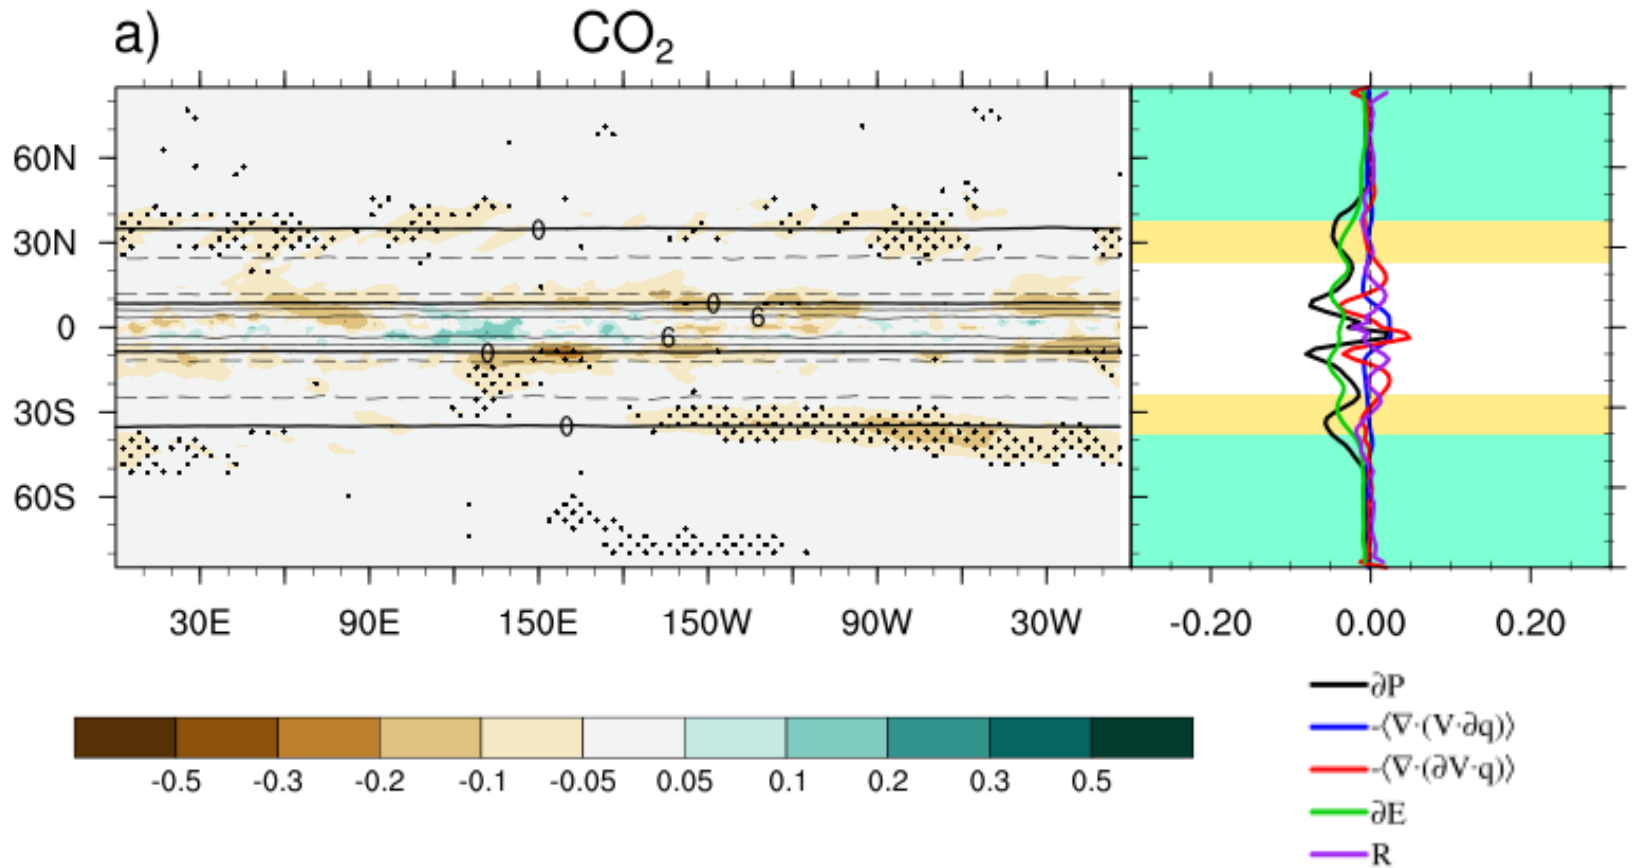 a) CO₂
60N
30N
0
30S
60S
0
0
6
6
0
0
30E 90E 150E 150W 90W 30W
-0.20 0.00 0.20
-0.5 -0.3 -0.2 -0.1 -0.05 0.05 0.1 0.2 0.3 0.5
∂P
-⟨∇·(V·∂q)⟩
-⟨∇·(∂V·q)⟩
∂E
R